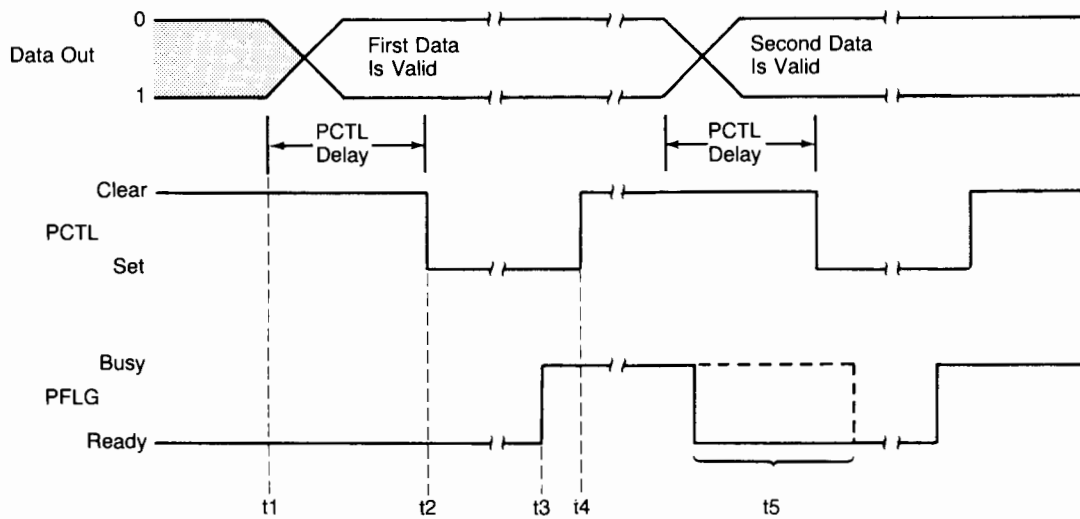 0
Data Out
1
First Data
Is Valid
Second Data
Is Valid
PCTL
Delay
PCTL
Delay
Clear
PCTL
Set
Busy
PFLG
Ready
t1
t2
t3
t4
t5